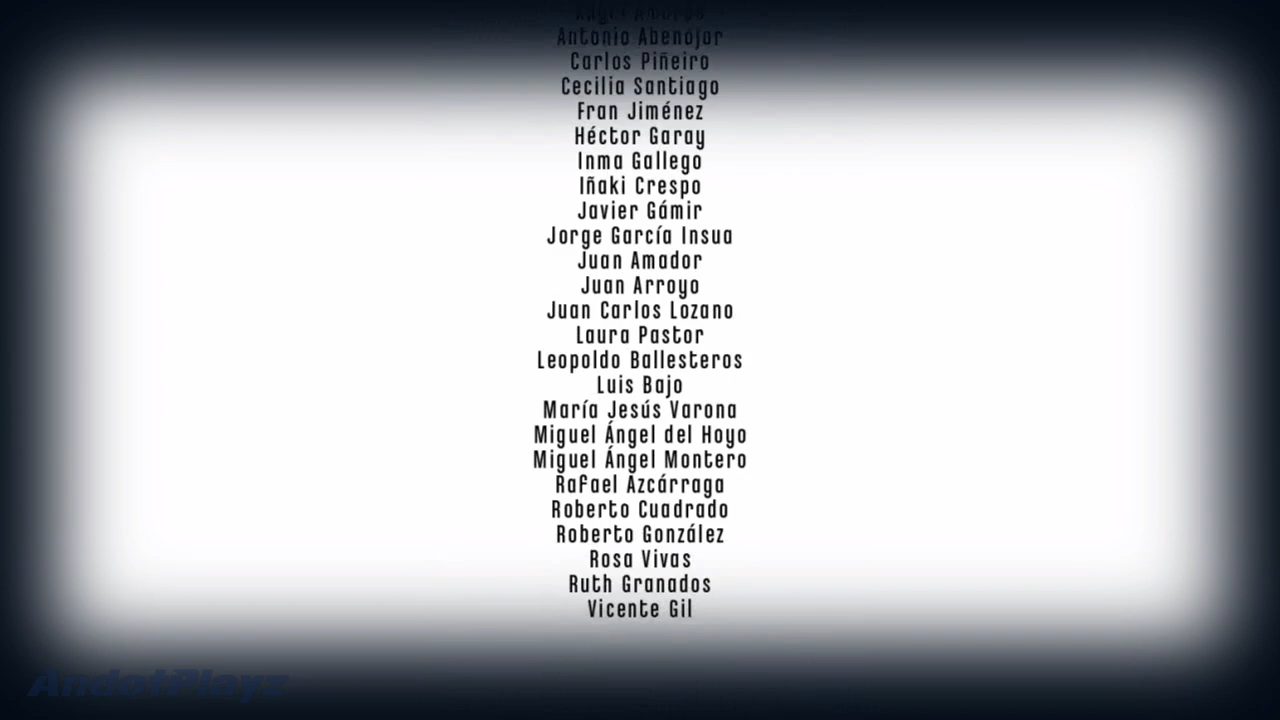 Antonio Abenójar
Carlos Piñeiro
Cecilia Santiago
Fran Jiménez
Héctor Garay
Inma Gallego
Iñaki Crespo
Javier Gámir
Jorge García Insua
Juan Amador
Juan Arroyo
Juan Carlos Lozano
Laura Pastor
Leopoldo Ballesteros
Luis Bajo
María Jesús Varona
Miguel Ángel del Hoyo
Miguel Ángel Montero
Rafael Azcárraga
Roberto Cuadrado
Roberto González
Rosa Vivas
Ruth Granados
Vicente Gil
AndotPlayz